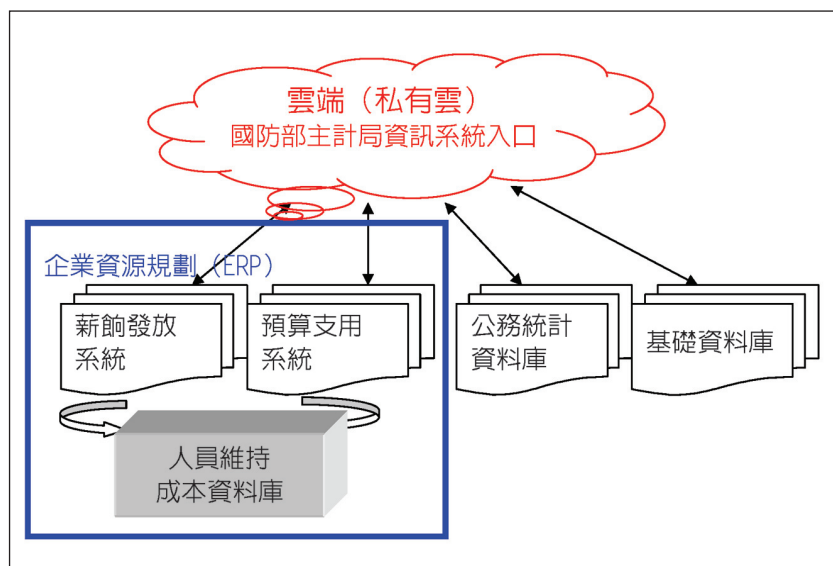 雲端（私有雲）
國防部主計局資訊系統入口
企業資源規劃（ERP）
薪餉發放
系統
預算支用
系統
公務統計
資料庫
基礎資料庫
人員維持
成本資料庫